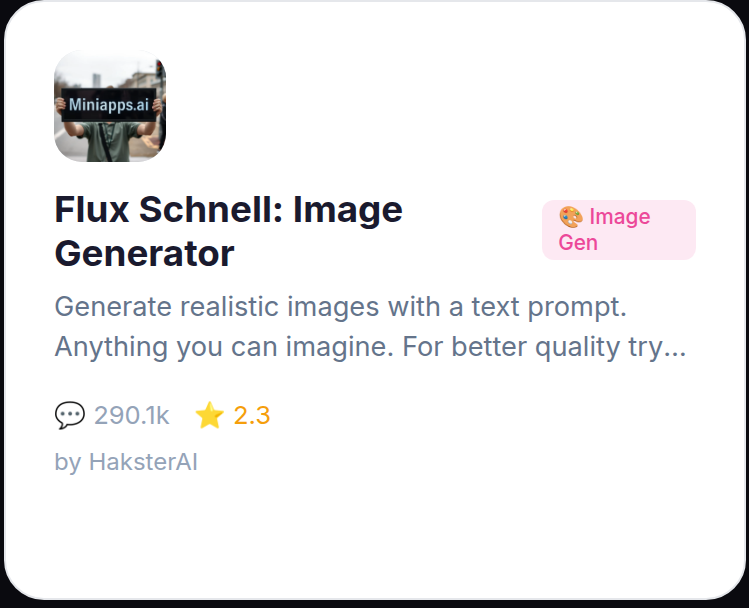 Miniapps.ai
Flux Schnell: Image
Generator
🎨 Image
Gen
Generate realistic images with a text prompt.
Anything you can imagine. For better quality try...
💬 290.1k ⭐ 2.3
by HaksterAI